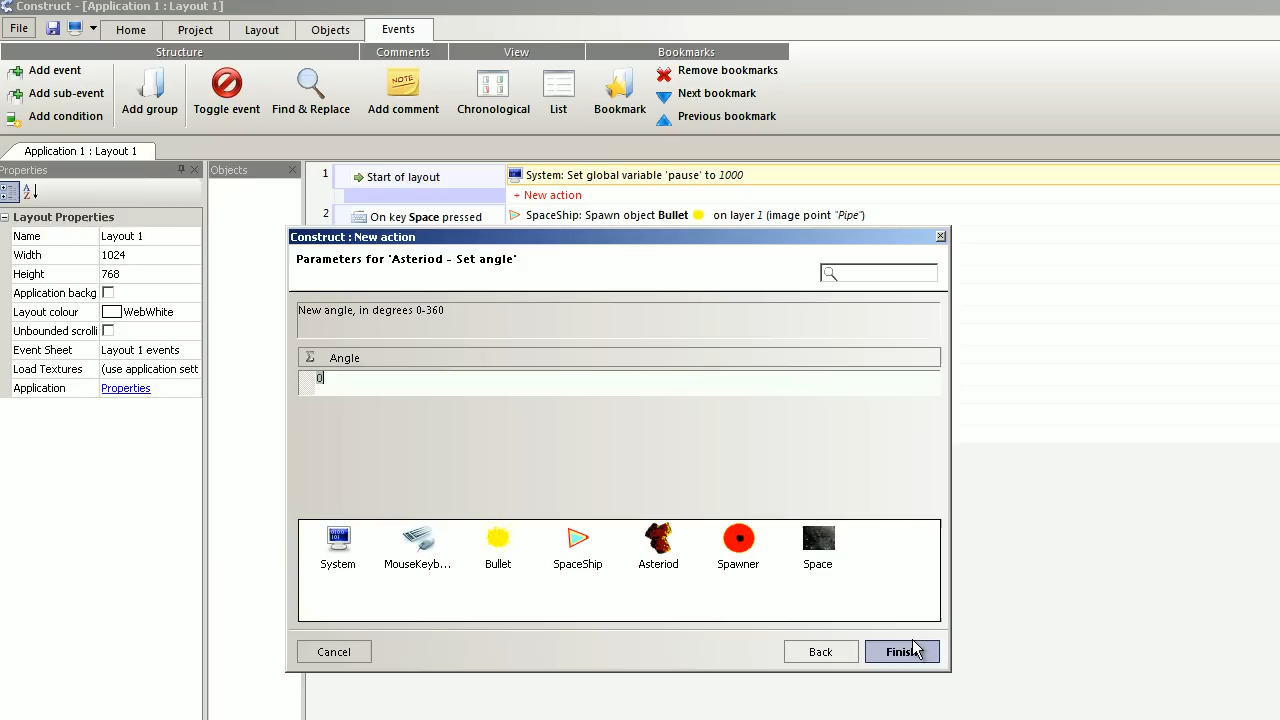 Construct - [Application 1 : Layout 1]
File Home Project Layout Objects Events
Structure Comments View Bookmarks
Add event
Add sub-event
Add condition
Add group
Toggle event
Find & Replace
NOTE
Add comment
Chronological
List
Bookmark
Remove bookmarks
Next bookmark
Previous bookmark
Application 1 : Layout 1
Properties
Objects
Layout Properties
Name Layout 1
Width 1024
Height 768
Application backg
Layout colour WebWhite
Unbounded scrolli
Event Sheet Layout 1 events
Load Textures (use application sett
Application Properties
1 Start of layout System: Set global variable 'pause' to 1000
+ New action
2 On key Space pressed SpaceShip: Spawn object Bullet on layer 1 (image point "Pipe")
Construct : New action
Parameters for 'Asteriod - Set angle'
New angle, in degrees 0-360
Σ Angle
0
System MouseKeyb... Bullet SpaceShip Asteriod Spawner Space
Cancel Back Finish